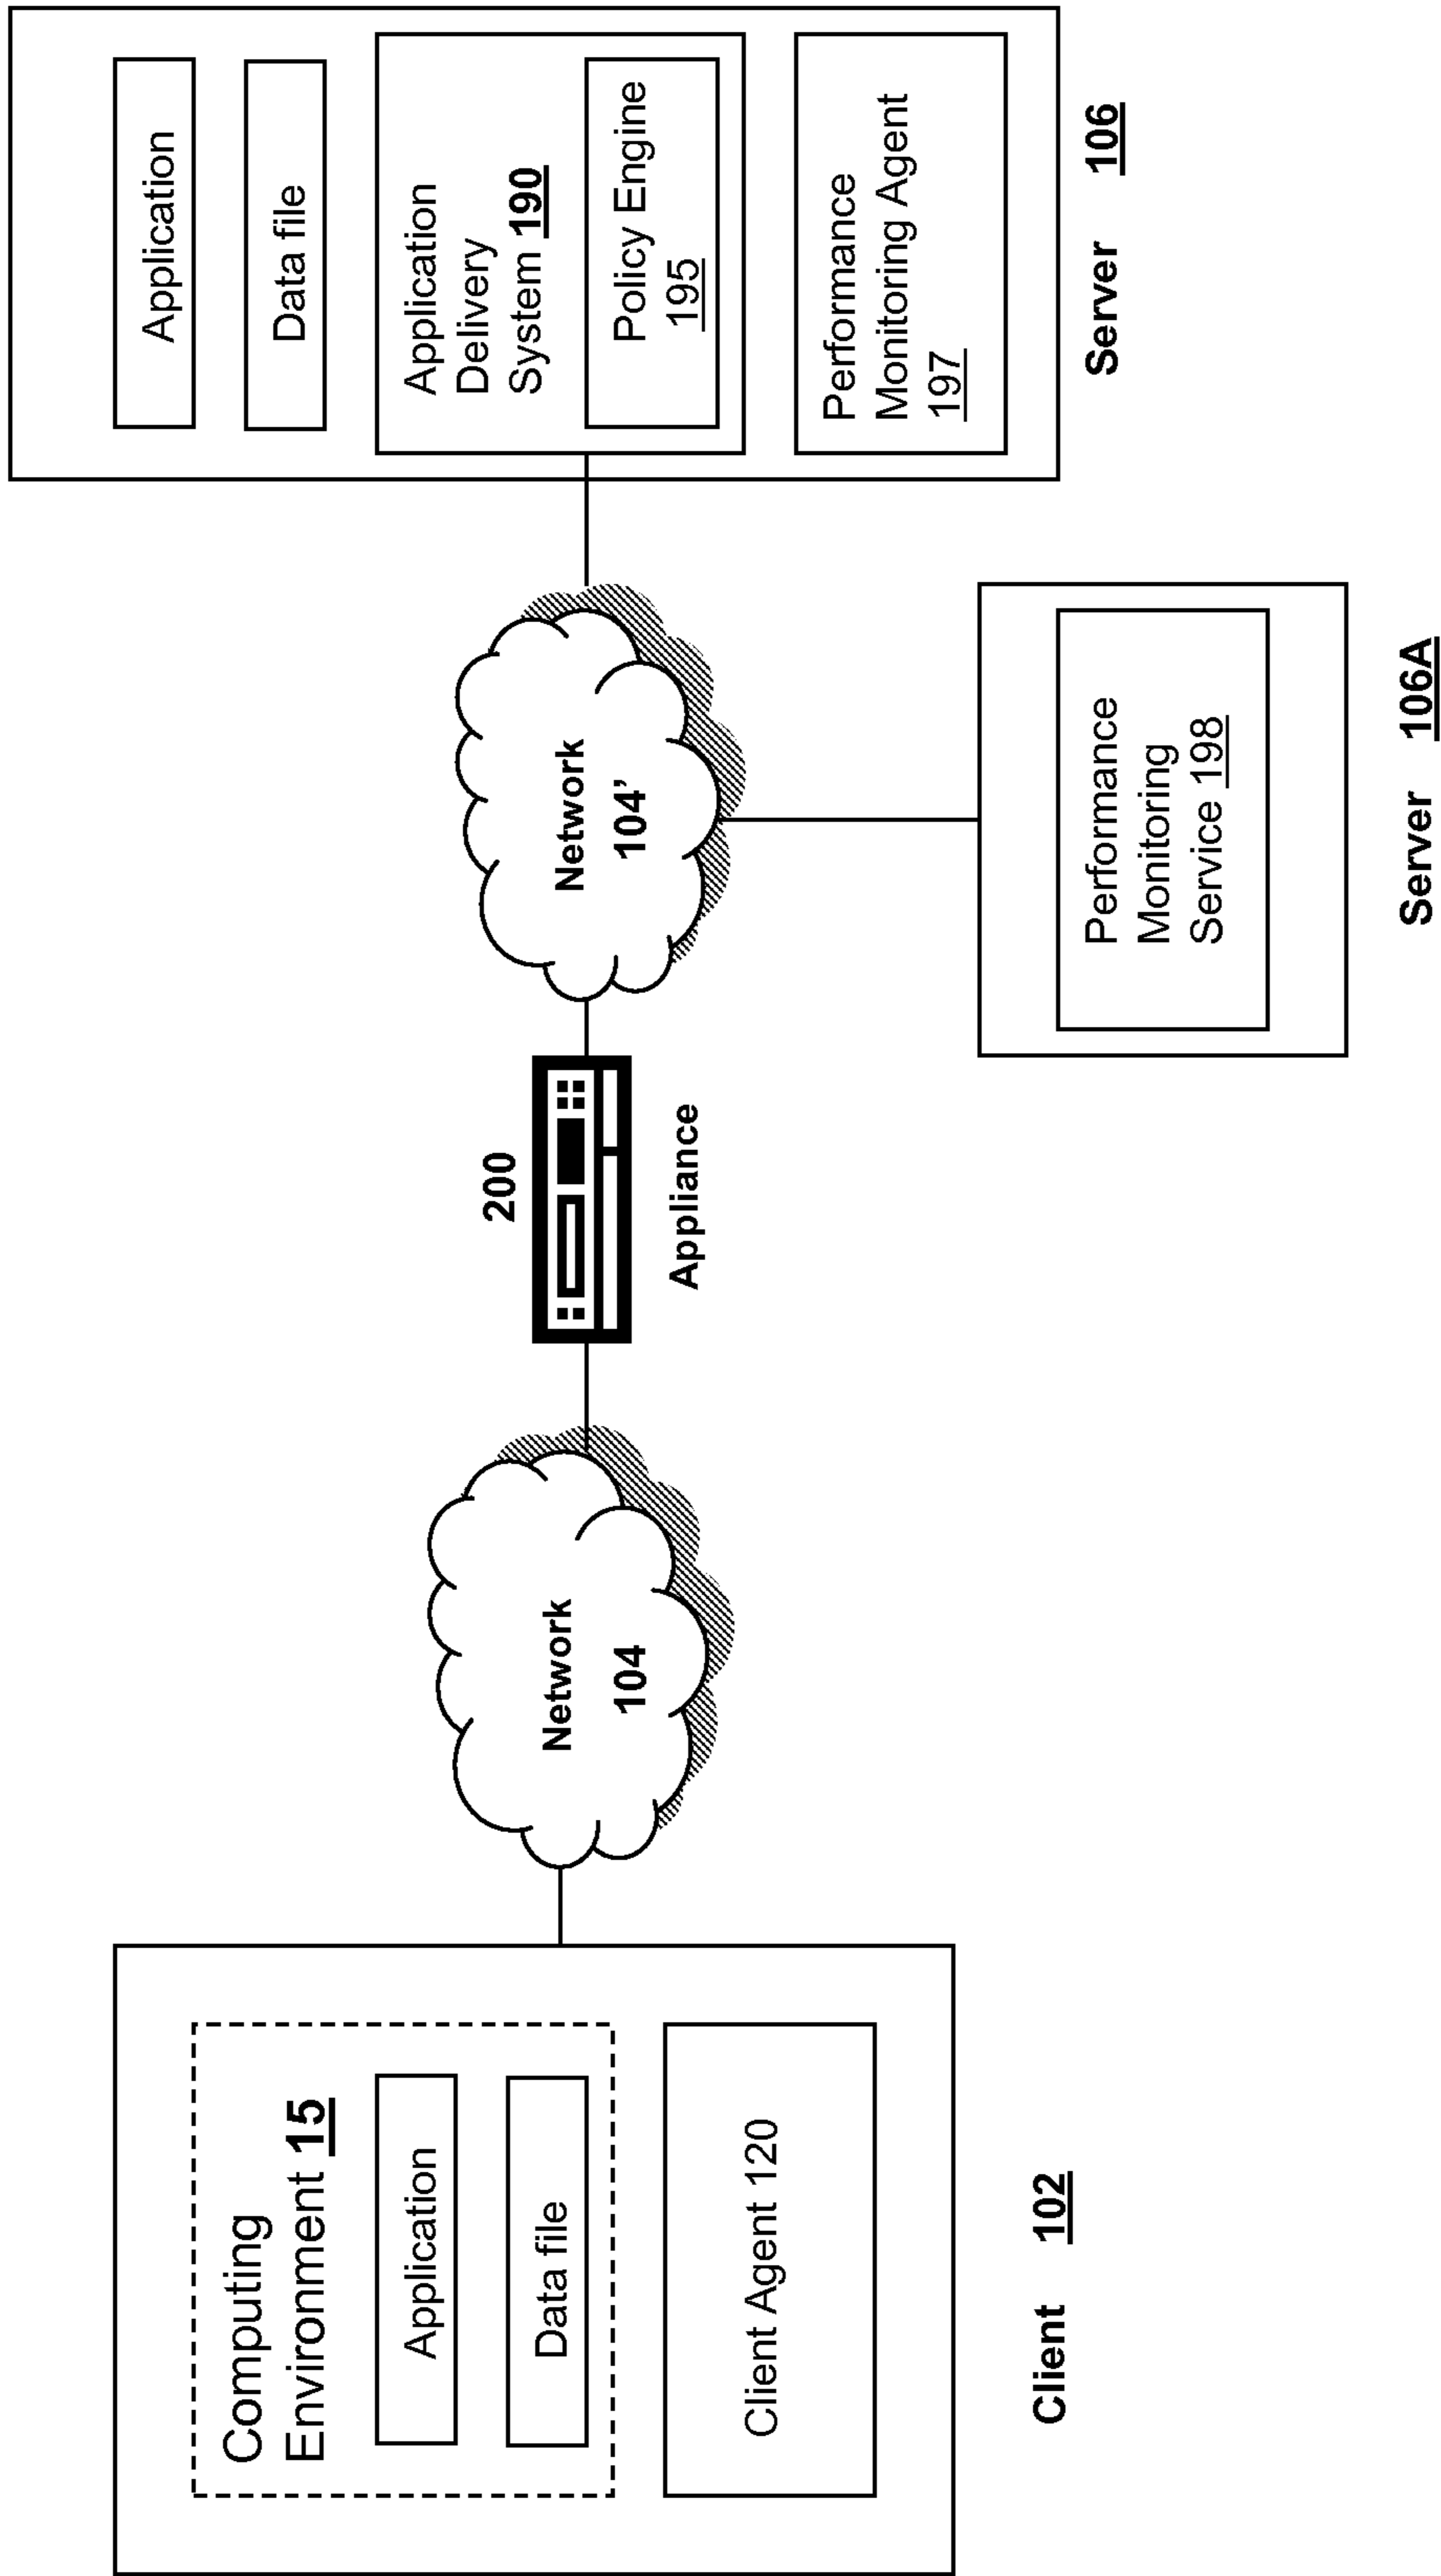 Computing
Environment 15
Application
Data file
Client Agent 120
Client 102
Network
104
200
Appliance
Network
104’
Performance
Monitoring
Service 198
Server 106A
Application
Data file
Application
Delivery
System 190
Policy Engine
195
Performance
Monitoring Agent
197
Server 106